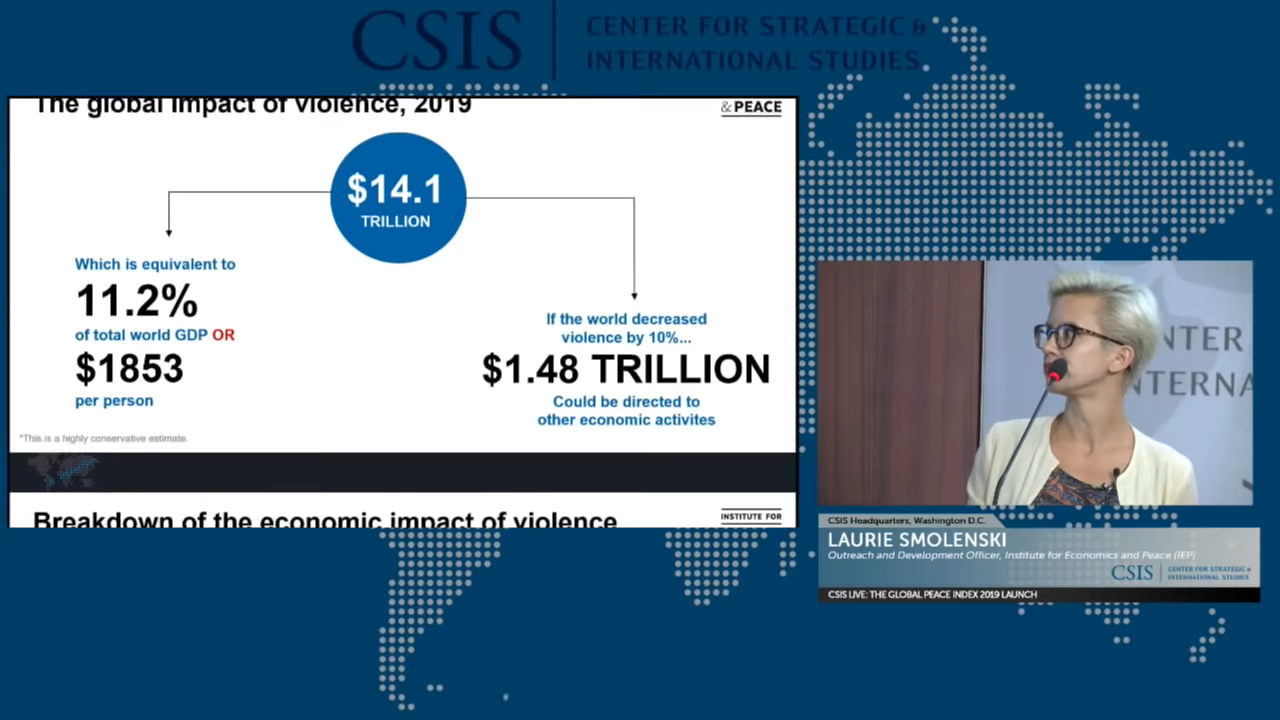 CSIS
CENTER FOR STRATEGIC &
INTERNATIONAL STUDIES
The global impact of violence, 2019
& PEACE
$14.1
TRILLION
Which is equivalent to
11.2%
of total world GDP OR
$1853
per person
If the world decreased
violence by 10%...
$1.48 TRILLION
Could be directed to
other economic activites
*This is a highly conservative estimate.
Breakdown of the economic impact of violence
INSTITUTE FOR
NTER
NTERNA
CSIS Headquarters, Washington D.C.
LAURIE SMOLENSKI
Outreach and Development Officer, Institute for Economics and Peace (IEP)
CSIS
CENTER FOR STRATEGIC &
INTERNATIONAL STUDIES
CSIS LIVE: THE GLOBAL PEACE INDEX 2019 LAUNCH